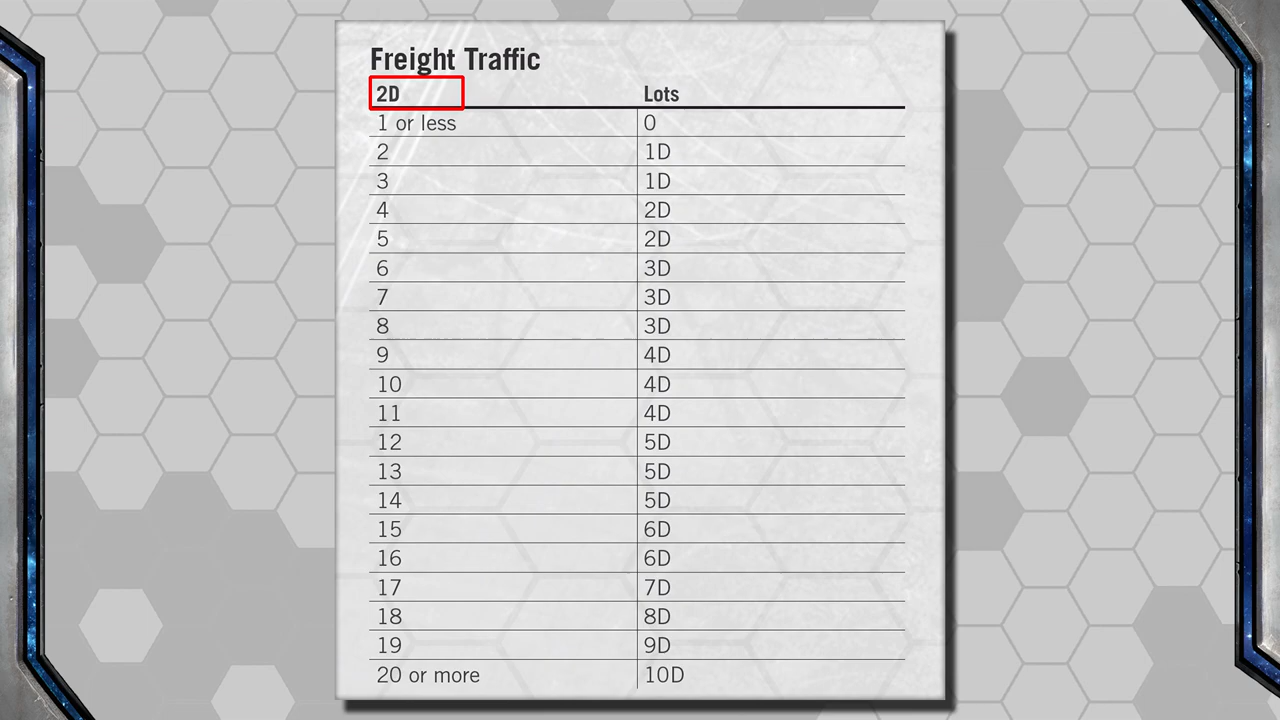 Freight Traffic
2D Lots
1 or less 0
2 1D
3 1D
4 2D
5 2D
6 3D
7 3D
8 3D
9 4D
10 4D
11 4D
12 5D
13 5D
14 5D
15 6D
16 6D
17 7D
18 8D
19 9D
20 or more 10D